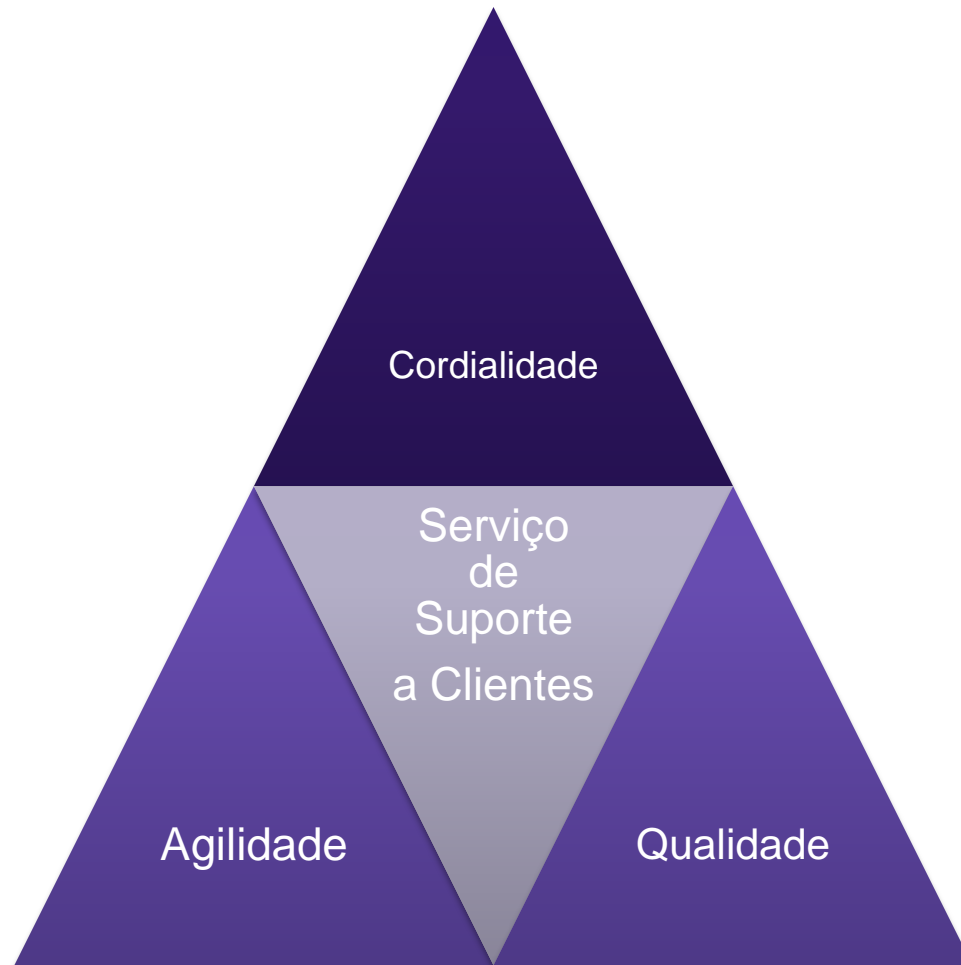 Cordialidade
Serviço
de
Suporte
a Clientes
Agilidade
Qualidade